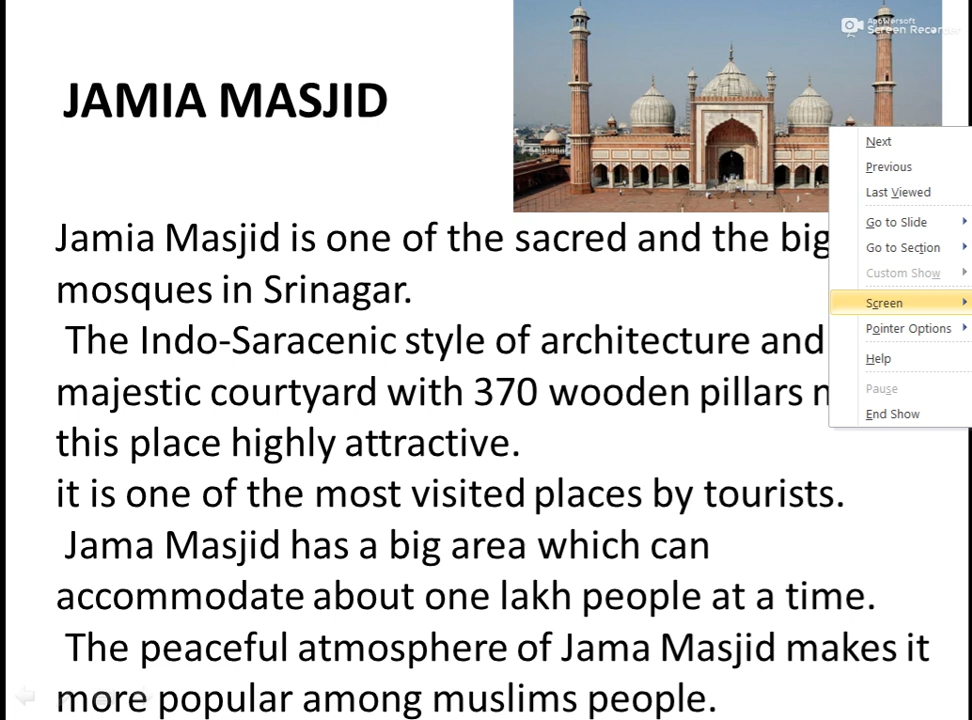 JAMIA MASJID
Apowersoft
Screen Recorder
Next
Previous
Last Viewed
Go to Slide
Go to Section
Custom Show
Screen
Pointer Options
Help
Pause
End Show
Jamia Masjid is one of the sacred and the big
mosques in Srinagar.
The Indo-Saracenic style of architecture and
majestic courtyard with 370 wooden pillars
this place highly attractive.
it is one of the most visited places by tourists.
Jama Masjid has a big area which can
accommodate about one lakh people at a time.
The peaceful atmosphere of Jama Masjid makes it
more popular among muslims people.